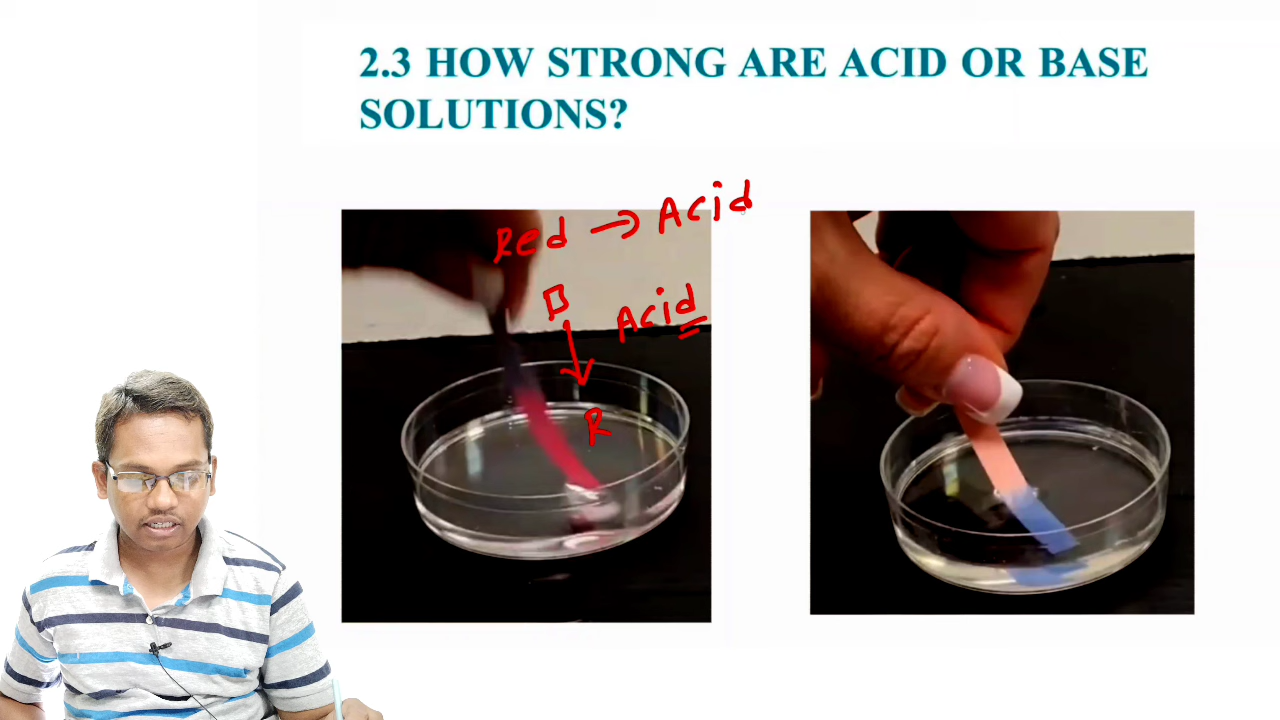 2.3 HOW STRONG ARE ACID OR BASE
SOLUTIONS?
Red → Acid
B
Acid
R